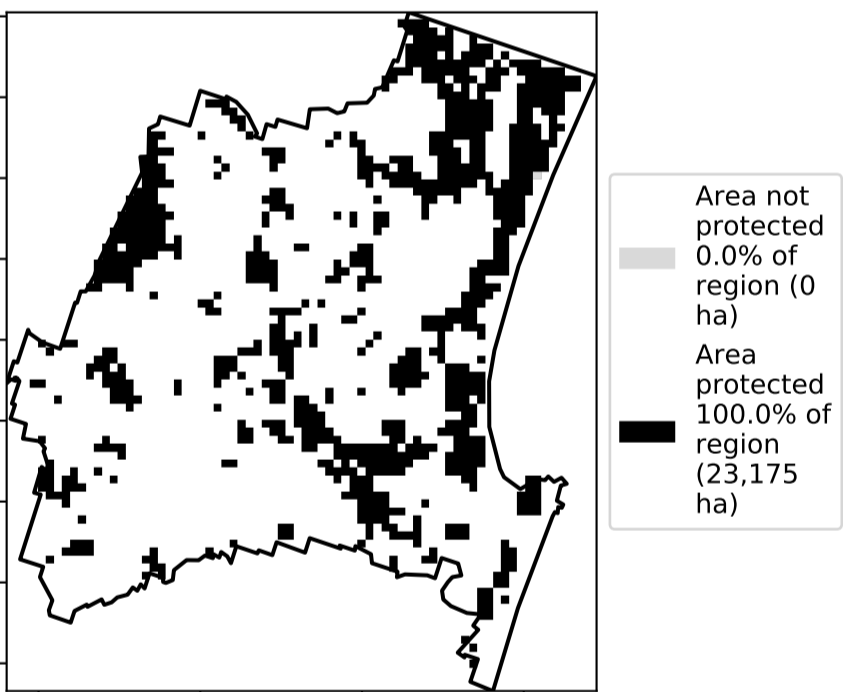 Area not
protected
0.0% of
region (0
ha)
Area
protected
100.0% of
region
(23,175
ha)